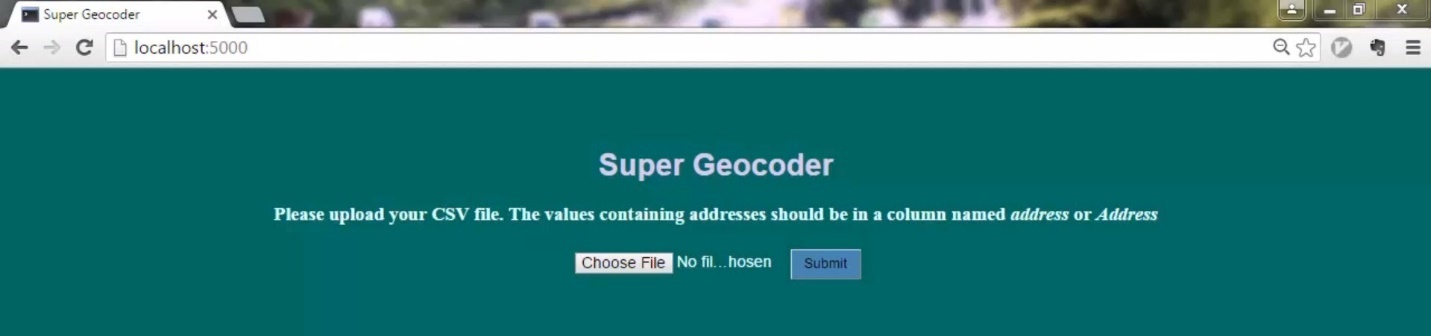 Super Geocoder
localhost:5000
Super Geocoder
Please upload your CSV file. The values containing addresses should be in a column named address or Address
Choose File No fil...hosen Submit